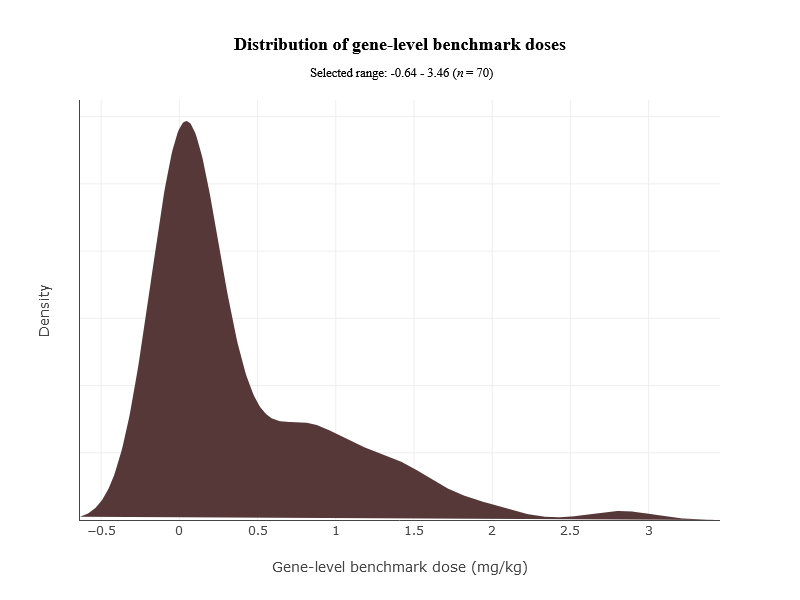 Distribution of gene-level benchmark doses
Selected range: -0.64 - 3.46 (n = 70)
Density
−0.5 0 0.5 1 1.5 2 2.5 3
Gene-level benchmark dose (mg/kg)